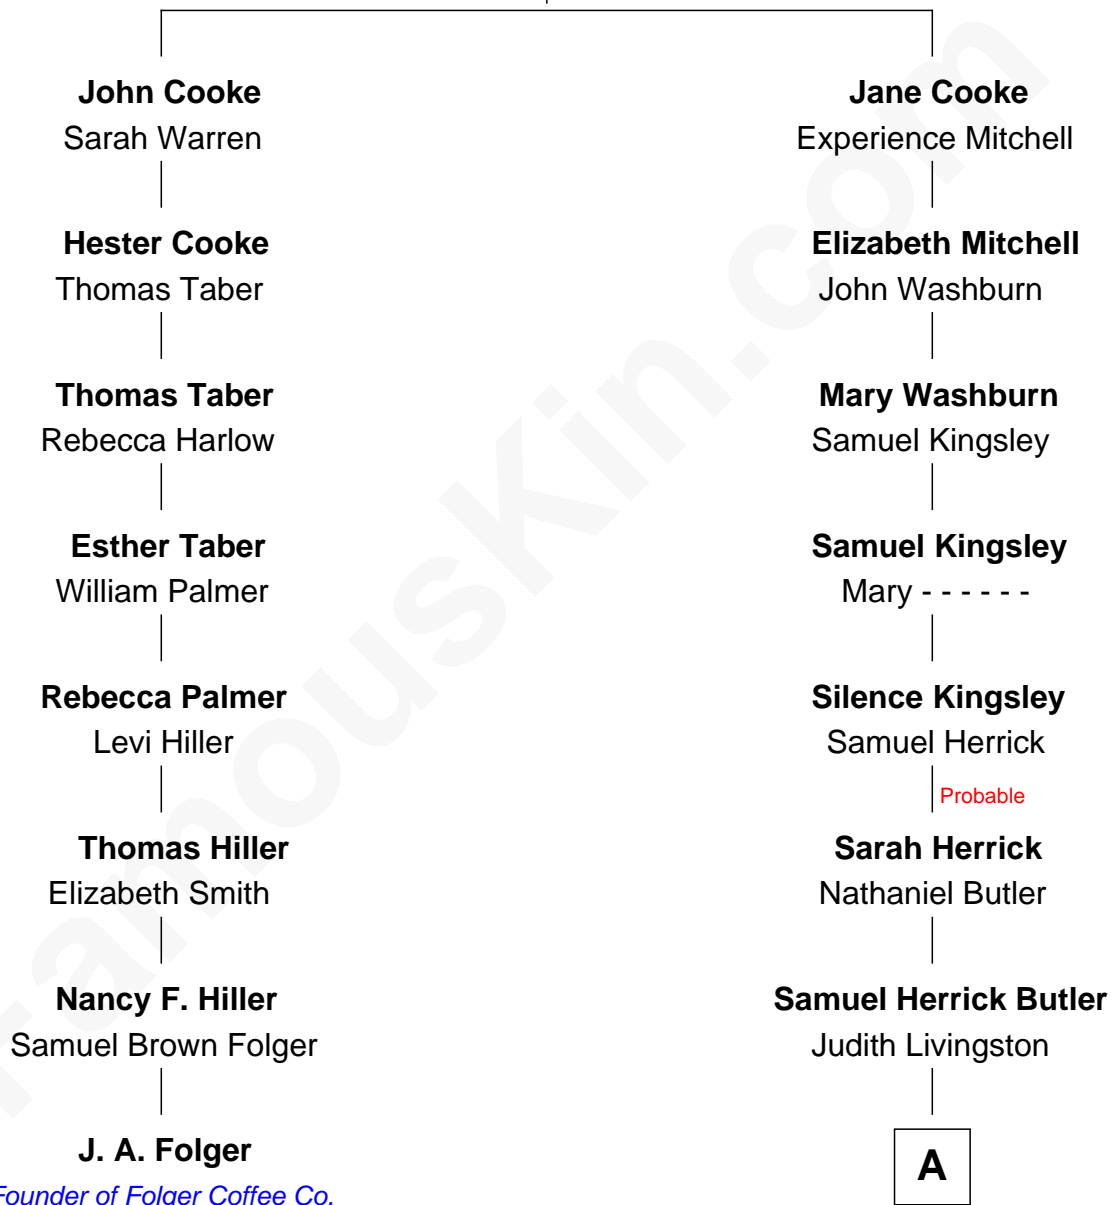 John Cooke
Sarah Warren
Jane Cooke
Experience Mitchell
Hester Cooke
Thomas Taber
Elizabeth Mitchell
John Washburn
Thomas Taber
Rebecca Harlow
Mary Washburn
Samuel Kingsley
Esther Taber
William Palmer
Samuel Kingsley
Mary - - - - - -
Rebecca Palmer
Levi Hiller
Silence Kingsley
Samuel Herrick
Probable
Thomas Hiller
Elizabeth Smith
Sarah Herrick
Nathaniel Butler
Nancy F. Hiller
Samuel Brown Folger
Samuel Herrick Butler
Judith Livingston
J. A. Folger
Founder of Folger Coffee Co.
A
FamousKin.com